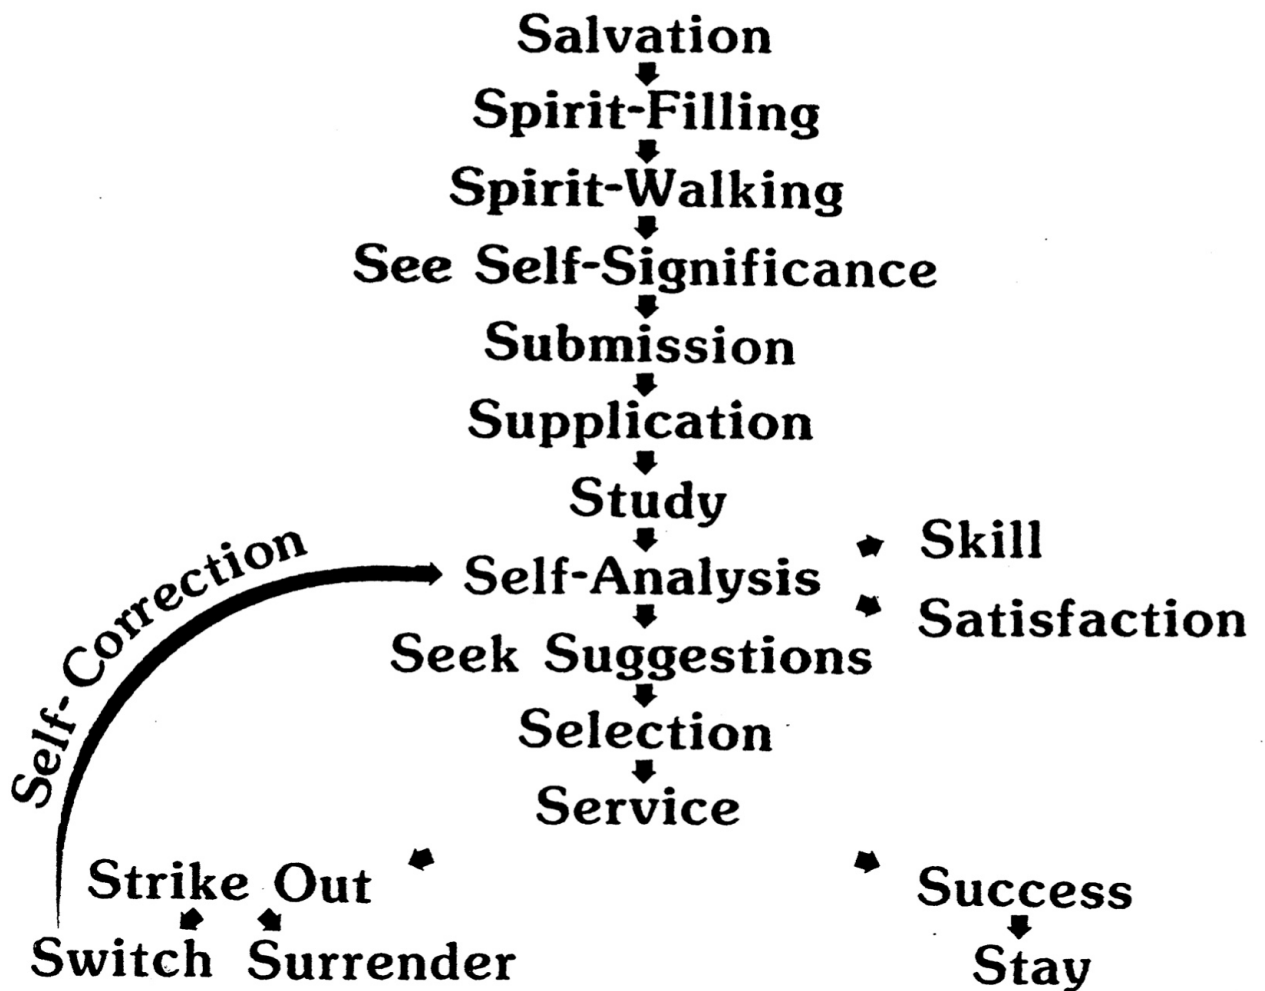 Salvation
Spirit-Filling
Spirit-Walking
See Self-Significance
Submission
Supplication
Study
Self-Analysis
Skill
Satisfaction
Seek Suggestions
Selection
Service
Self-Correction
Strike Out
Switch
Surrender
Success
Stay